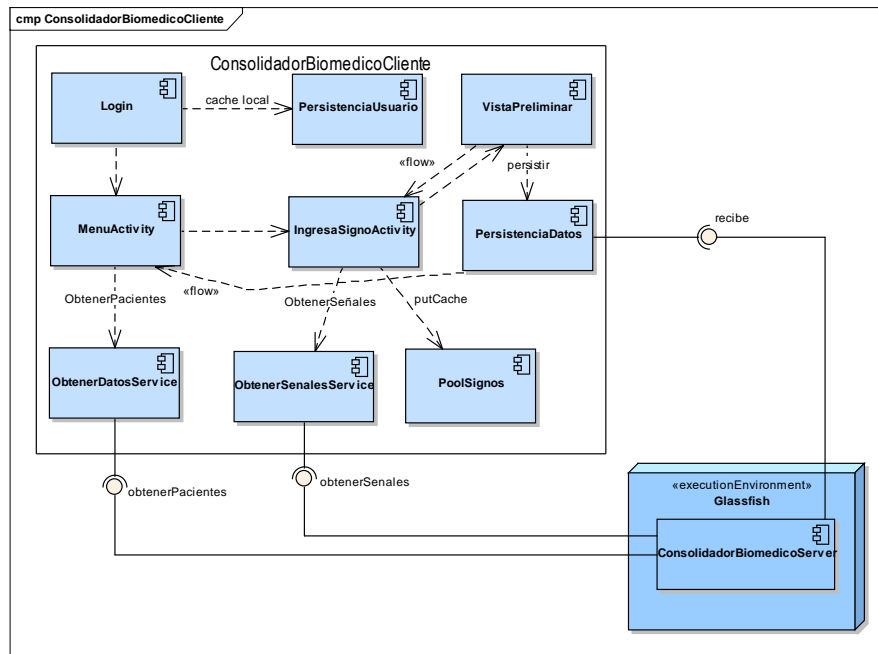 cmp ConsolidadorBiomedicoCliente
ConsolidadorBiomedicoCliente
Login
cache local
PersistenciaUsuario
VistaPreliminar
«flow»
persistir
MenuActivity
IngresaSignoActivity
PersistenciaDatos
recibe
ObtenerPacientes
«flow»
ObtenerSeñales
putCache
ObtenerDatosService
ObtenerSenalesService
PoolSignos
obtenerPacientes
obtenerSenales
«executionEnvironment»
Glassfish
ConsolidadorBiomedicoServer